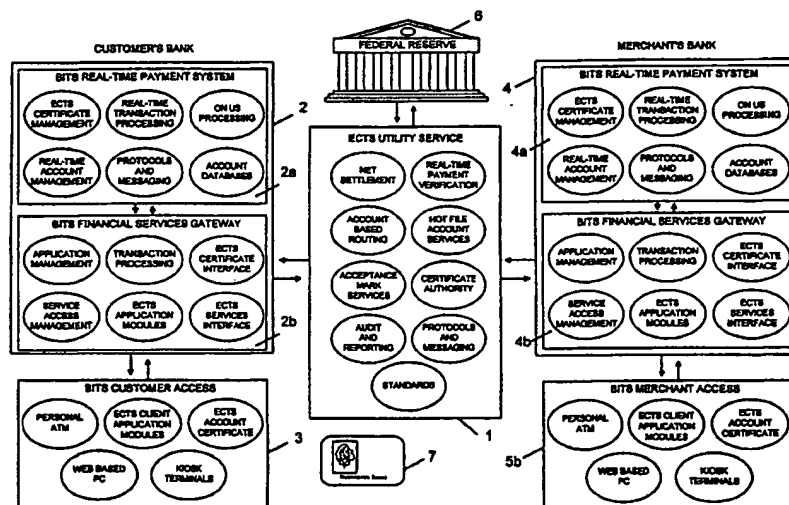 CUSTOMER'S BANK
BITS REAL-TIME PAYMENT SYSTEM
ECTS
CERTIFICATE
MANAGEMENT
REAL-TIME
TRANSACTION
PROCESSING
ON US
PROCESSING
REAL-TIME
ACCOUNT
MANAGEMENT
PROTOCOLS
AND
MESSAGING
ACCOUNT
DATABASES
2
2a
BITS FINANCIAL SERVICES GATEWAY
APPLICATION
MANAGEMENT
TRANSACTION
PROCESSING
ECTS
CERTIFICATE
INTERFACE
SERVICE
ACCESS
MANAGEMENT
ECTS
APPLICATION
MODULES
ECTS
SERVICES
INTERFACE
2b
BITS CUSTOMER ACCESS
PERSONAL
ATM
ECTS CLIENT
APPLICATION
MODULES
ECTS
ACCOUNT
CERTIFICATE
WEB BASED
PC
KIOSK
TERMINALS
3
6
FEDERAL RESERVE
ECTS UTILITY SERVICE
NET
SETTLEMENT
REAL-TIME
PAYMENT
VERIFICATION
ACCOUNT
BASED
ROUTING
HOT FILE
ACCOUNT
SERVICES
ACCEPTANCE
MARK
SERVICES
CERTIFICATE
AUTHORITY
AUDIT
AND
REPORTING
PROTOCOLS
AND
MESSAGING
STANDARDS
1
7
MERCHANT'S BANK
4
BITS REAL-TIME PAYMENT SYSTEM
ECTS
CERTIFICATE
MANAGEMENT
REAL-TIME
TRANSACTION
PROCESSING
ON US
PROCESSING
4a
REAL-TIME
ACCOUNT
MANAGEMENT
PROTOCOLS
AND
MESSAGING
ACCOUNT
DATABASES
BITS FINANCIAL SERVICES GATEWAY
APPLICATION
MANAGEMENT
TRANSACTION
PROCESSING
ECTS
CERTIFICATE
INTERFACE
SERVICE
ACCESS
MANAGEMENT
ECTS
APPLICATION
MODULES
ECTS
SERVICES
INTERFACE
4b
BITS MERCHANT ACCESS
PERSONAL
ATM
ECTS CLIENT
APPLICATION
MODULES
ECTS
ACCOUNT
CERTIFICATE
WEB BASED
PC
KIOSK
TERMINALS
5b